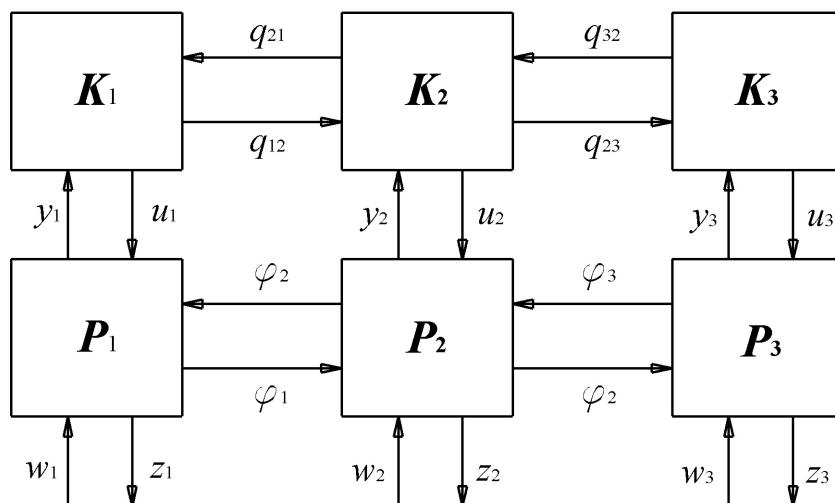 q21 q32
K1 K2 K3
q12 q23
y1 u1 y2 u2 y3 u3
φ2 φ3
P1 P2 P3
φ1 φ2
w1 z1 w2 z2 w3 z3